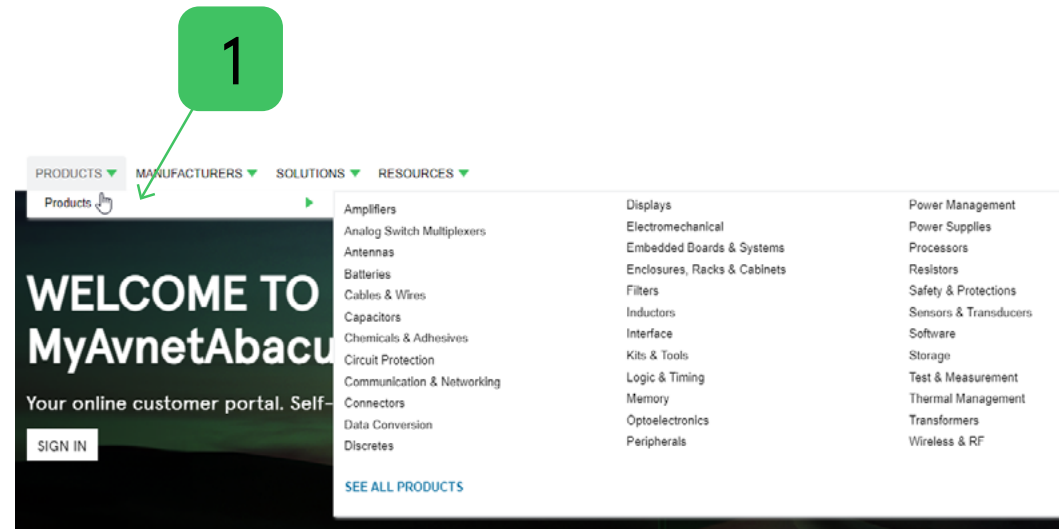 1
PRODUCTS MANUFACTURERS SOLUTIONS RESOURCES
Products
Amplifiers
Analog Switch Multiplexers
Antennas
Batteries
Cables & Wires
Capacitors
Chemicals & Adhesives
Circuit Protection
Communication & Networking
Connectors
Data Conversion
Discretes
Displays
Electromechanical
Embedded Boards & Systems
Enclosures, Racks & Cabinets
Filters
Inductors
Interface
Kits & Tools
Logic & Timing
Memory
Optoelectronics
Peripherals
Power Management
Power Supplies
Processors
Resistors
Safety & Protections
Sensors & Transducers
Software
Storage
Test & Measurement
Thermal Management
Transformers
Wireless & RF
SEE ALL PRODUCTS
WELCOME TO
MyAvnetAbacu
Your online customer portal. Self-
SIGN IN